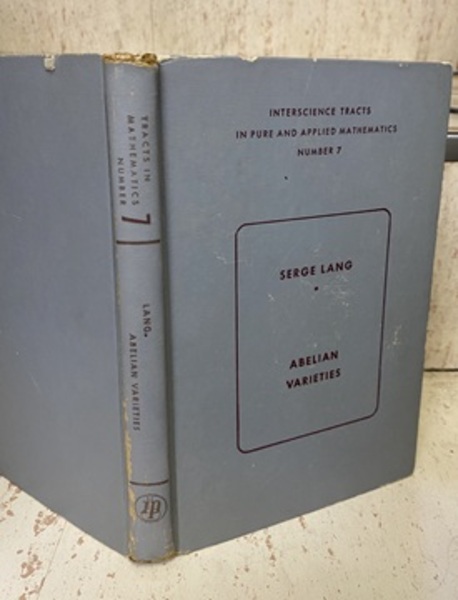 TRACTS IN
MATHEMATICS
NUMBER
7
LANG•
ABELIAN VARIETIES
INTERSCIENCE TRACTS
IN PURE AND APPLIED MATHEMATICS
NUMBER 7
SERGE LANG
•
ABELIAN
VARIETIES